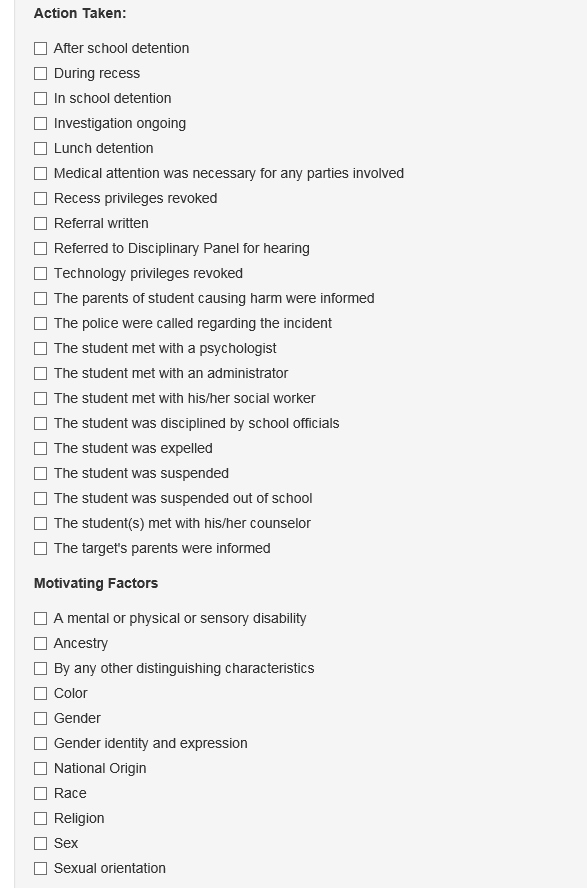 Action Taken:
After school detention
During recess
In school detention
Investigation ongoing
Lunch detention
Medical attention was necessary for any parties involved
Recess privileges revoked
Referral written
Referred to Disciplinary Panel for hearing
Technology privileges revoked
The parents of student causing harm were informed
The police were called regarding the incident
The student met with a psychologist
The student met with an administrator
The student met with his/her social worker
The student was disciplined by school officials
The student was expelled
The student was suspended
The student was suspended out of school
The student(s) met with his/her counselor
The target's parents were informed
Motivating Factors
A mental or physical or sensory disability
Ancestry
By any other distinguishing characteristics
Color
Gender
Gender identity and expression
National Origin
Race
Religion
Sex
Sexual orientation